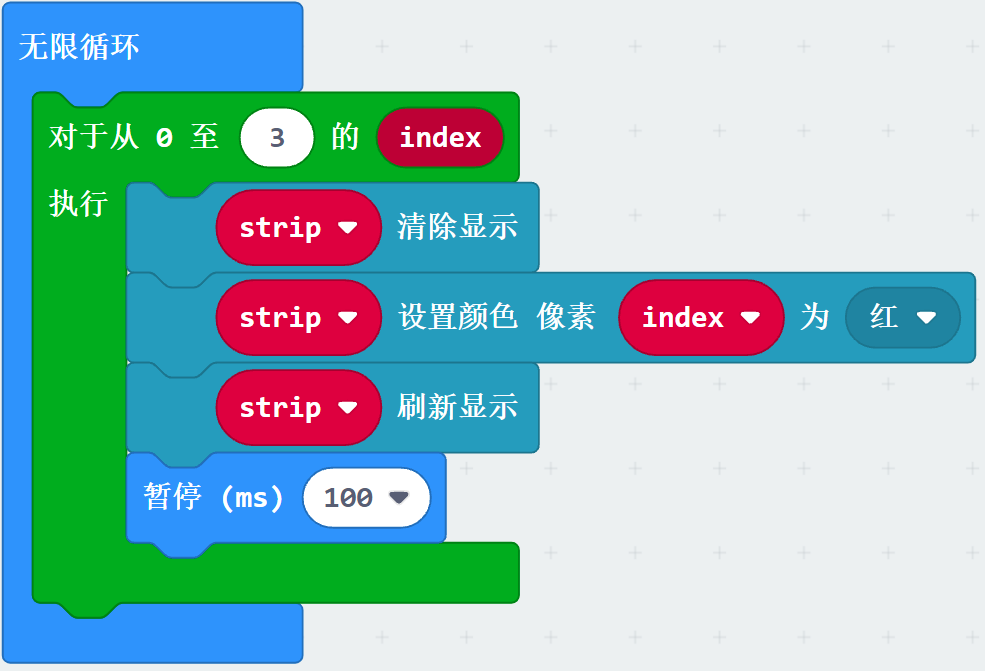 无限循环
对于从 0 至 3 的 index
执行
strip 清除显示
strip 设置颜色 像素 index 为 红
strip 刷新显示
暂停 (ms) 100